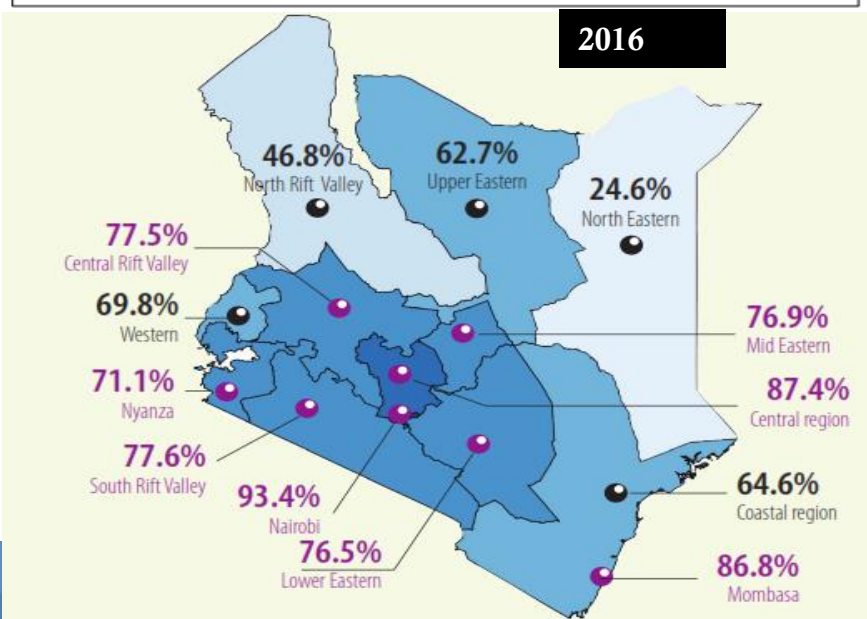 2016
46.8%
North Rift Valley
62.7%
Upper Eastern
24.6%
North Eastern
77.5%
Central Rift Valley
69.8%
Western
76.9%
Mid Eastern
71.1%
Nyanza
87.4%
Central region
77.6%
South Rift Valley
93.4%
Nairobi
64.6%
Coastal region
76.5%
Lower Eastern
86.8%
Mombasa